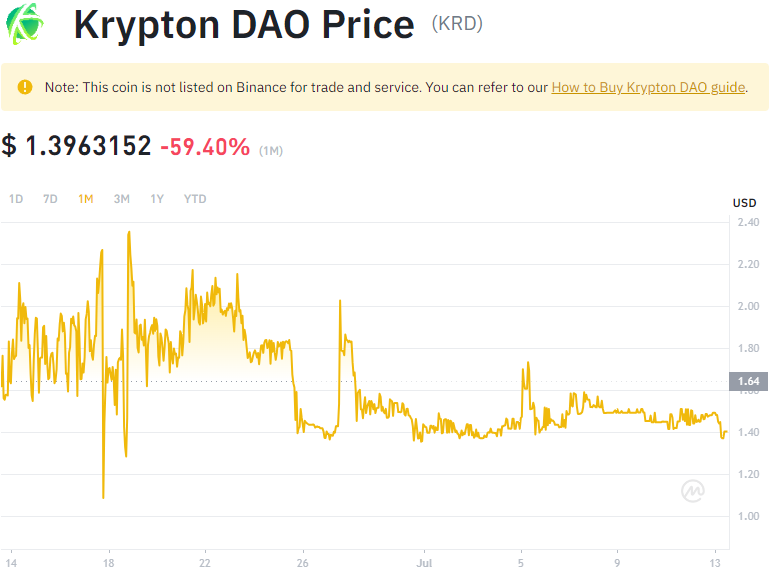 Krypton DAO Price (KRD)
Note: This coin is not listed on Binance for trade and service. You can refer to our How to Buy Krypton DAO guide.
$ 1.3963152 -59.40% (1M)
1D 7D 1M 3M 1Y YTD
USD
2.40
2.20
2.00
1.80
1.64
1.60
1.40
1.20
1.00
14 18 22 26 Jul 5 9 13